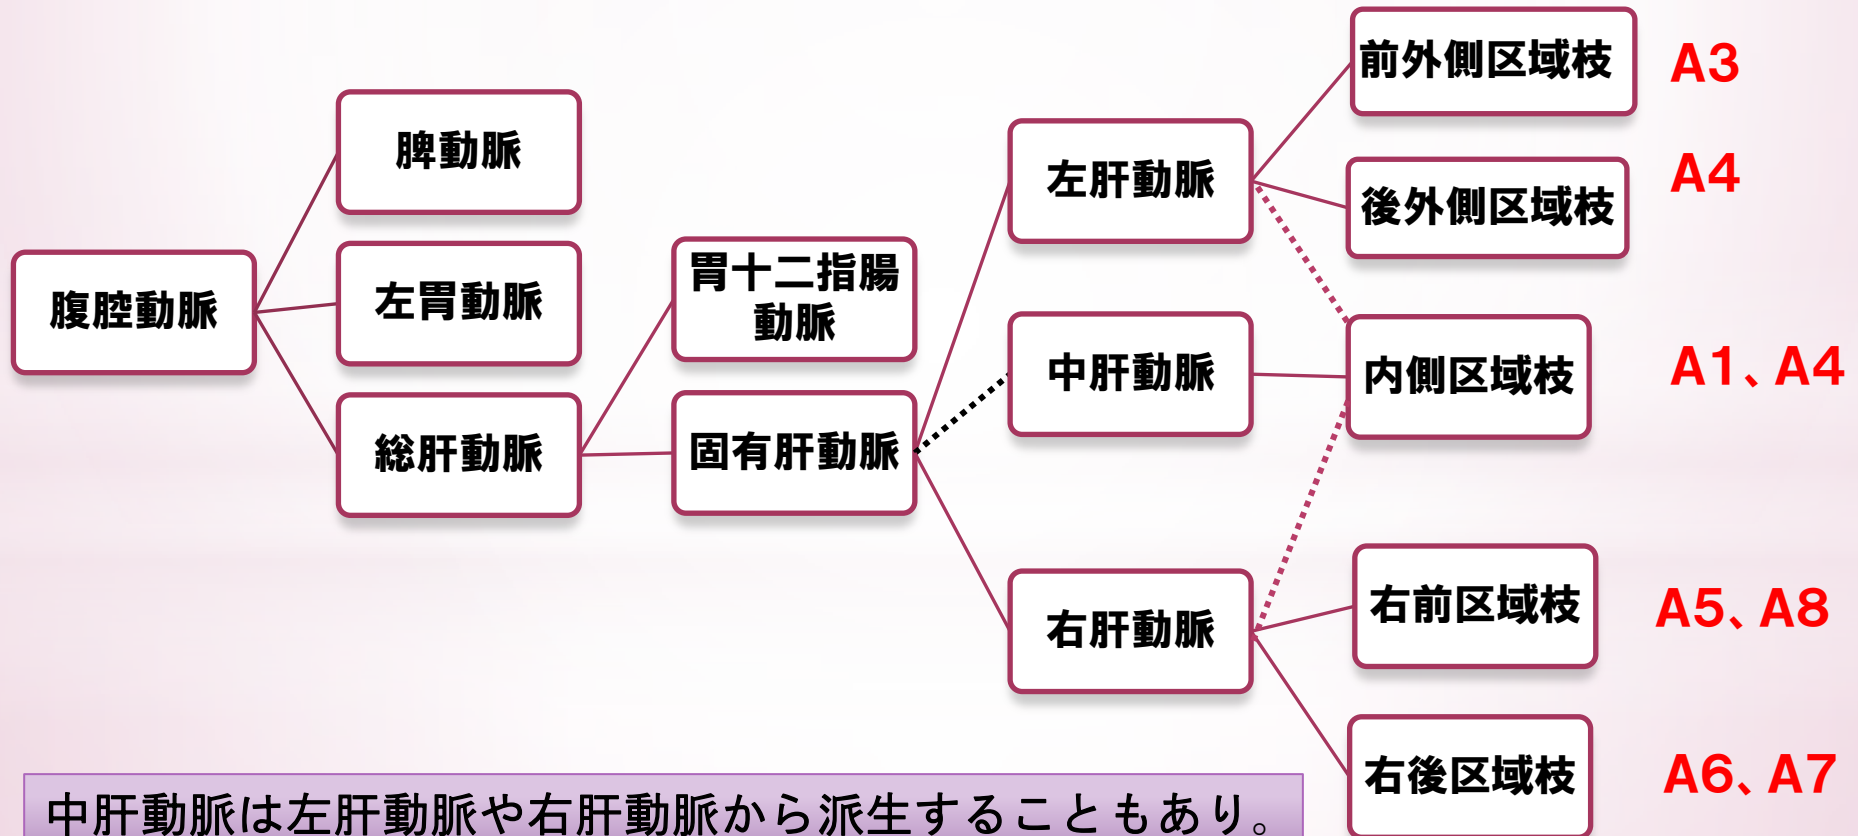 腹腔動脈
脾動脈
左胃動脈
総肝動脈
胃十二指腸
動脈
固有肝動脈
左肝動脈
中肝動脈
右肝動脈
前外側区域枝
A3
後外側区域枝
A4
内側区域枝
A1、A4
右前区域枝
A5、A8
右後区域枝
A6、A7
中肝動脈は左肝動脈や右肝動脈から派生することもあり。